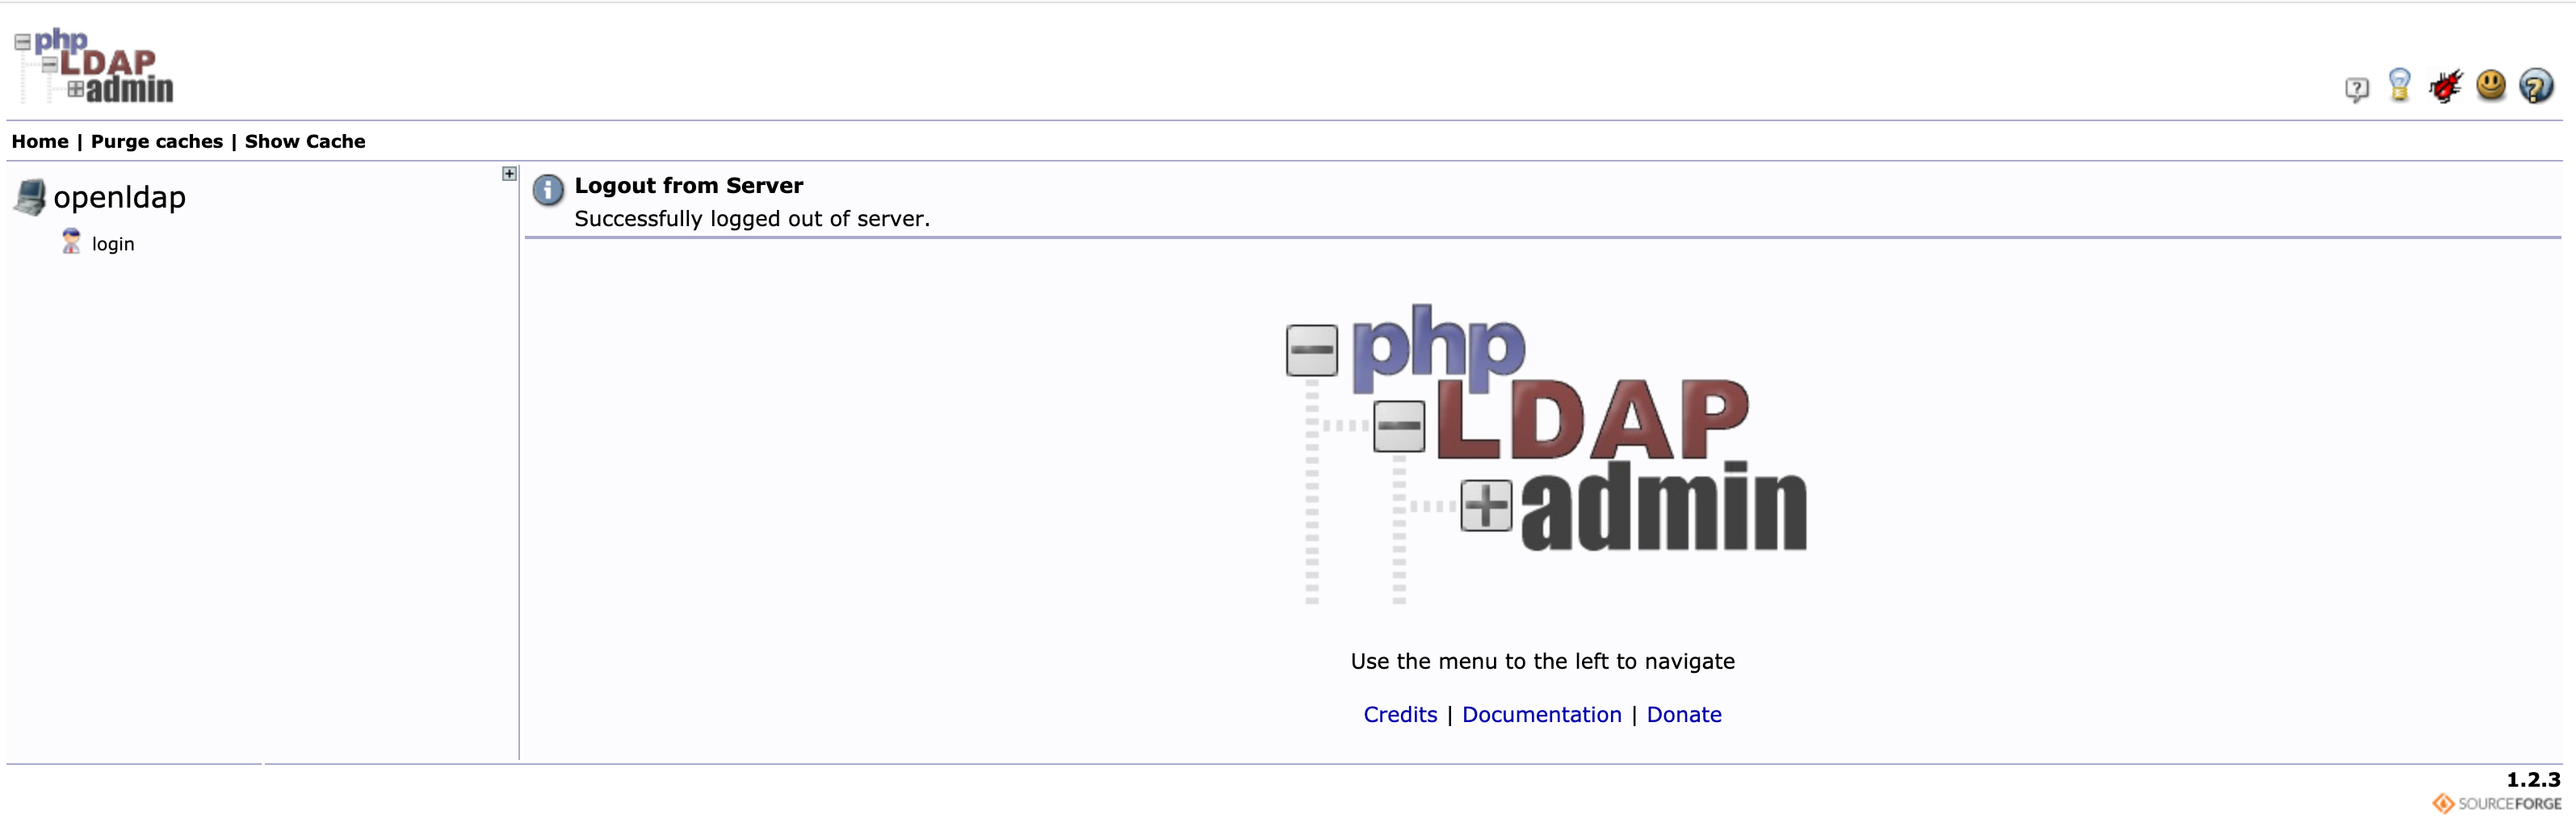 php
LDAP
admin
Home | Purge caches | Show Cache
openldap
login
Logout from Server
Successfully logged out of server.
php
LDAP
admin
Use the menu to the left to navigate
Credits | Documentation | Donate
1.2.3
SOURCEFORGE